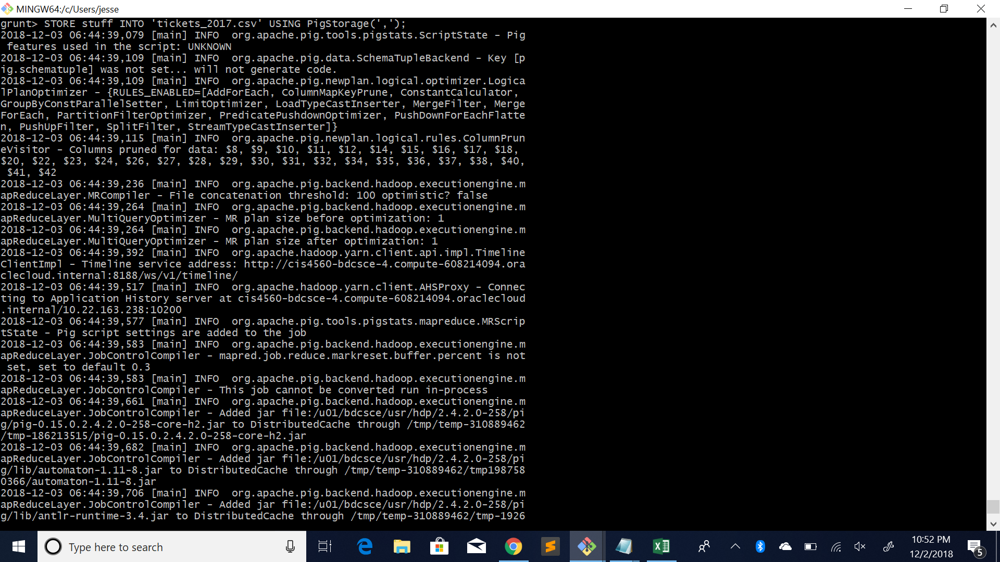 MINGW64:/c/Users/jesse
grunt> STORE stuff INTO 'tickets_2017.csv' USING PigStorage(',');
2018-12-03 06:44:39,079 [main] INFO  org.apache.pig.tools.pigstats.ScriptState - Pig
 features used in the script: UNKNOWN
2018-12-03 06:44:39,109 [main] INFO  org.apache.pig.data.SchemaTupleBackend - Key [p
ig.schematuple] was not set... will not generate code.
2018-12-03 06:44:39,109 [main] INFO  org.apache.pig.newplan.logical.optimizer.Logica
lPlanOptimizer - {RULES_ENABLED=[AddForEach, ColumnMapKeyPrune, ConstantCalculator,
GroupByConstParallelSetter, LimitOptimizer, LoadTypeCastInserter, MergeFilter, Merge
ForEach, PartitionFilterOptimizer, PredicatePushdownOptimizer, PushDownForEachFlatte
n, PushUpFilter, SplitFilter, StreamTypeCastInserter]}
2018-12-03 06:44:39,115 [main] INFO  org.apache.pig.newplan.logical.rules.ColumnPrun
eVisitor - Columns pruned for data: $8, $9, $10, $11, $12, $14, $15, $16, $17, $18,
$20, $22, $23, $24, $26, $27, $28, $29, $30, $31, $32, $34, $35, $36, $37, $38, $40,
 $41, $42
2018-12-03 06:44:39,236 [main] INFO  org.apache.pig.backend.hadoop.executionengine.m
apReduceLayer.MRCompiler - File concatenation threshold: 100 optimistic? false
2018-12-03 06:44:39,264 [main] INFO  org.apache.pig.backend.hadoop.executionengine.m
apReduceLayer.MultiQueryOptimizer - MR plan size before optimization: 1
2018-12-03 06:44:39,264 [main] INFO  org.apache.pig.backend.hadoop.executionengine.m
apReduceLayer.MultiQueryOptimizer - MR plan size after optimization: 1
2018-12-03 06:44:39,392 [main] INFO  org.apache.hadoop.yarn.client.api.impl.Timeline
ClientImpl - Timeline service address: http://cis4560-bdcsce-4.compute-608214094.ora
clecloud.internal:8188/ws/v1/timeline/
2018-12-03 06:44:39,517 [main] INFO  org.apache.hadoop.yarn.client.AHSProxy - Connec
ting to Application History server at cis4560-bdcsce-4.compute-608214094.oraclecloud
.internal/10.22.163.238:10200
2018-12-03 06:44:39,577 [main] INFO  org.apache.pig.tools.pigstats.mapreduce.MRScrip
tState - Pig script settings are added to the job
2018-12-03 06:44:39,583 [main] INFO  org.apache.pig.backend.hadoop.executionengine.m
apReduceLayer.JobControlCompiler - mapred.job.reduce.markreset.buffer.percent is not
 set, set to default 0.3
2018-12-03 06:44:39,583 [main] INFO  org.apache.pig.backend.hadoop.executionengine.m
apReduceLayer.JobControlCompiler - This job cannot be converted run in-process
2018-12-03 06:44:39,661 [main] INFO  org.apache.pig.backend.hadoop.executionengine.m
apReduceLayer.JobControlCompiler - Added jar file:/u01/bdcsce/usr/hdp/2.4.2.0-258/pi
g/pig-0.15.0.2.4.2.0-258-core-h2.jar to DistributedCache through /tmp/temp-310889462
/tmp-186213515/pig-0.15.0.2.4.2.0-258-core-h2.jar
2018-12-03 06:44:39,682 [main] INFO  org.apache.pig.backend.hadoop.executionengine.m
apReduceLayer.JobControlCompiler - Added jar file:/u01/bdcsce/usr/hdp/2.4.2.0-258/pi
g/lib/automaton-1.11-8.jar to DistributedCache through /tmp/temp-310889462/tmp198758
0366/automaton-1.11-8.jar
2018-12-03 06:44:39,706 [main] INFO  org.apache.pig.backend.hadoop.executionengine.m
apReduceLayer.JobControlCompiler - Added jar file:/u01/bdcsce/usr/hdp/2.4.2.0-258/pi
g/lib/antlr-runtime-3.4.jar to DistributedCache through /tmp/temp-310889462/tmp-1926
Type here to search
10:52 PM
12/2/2018
5